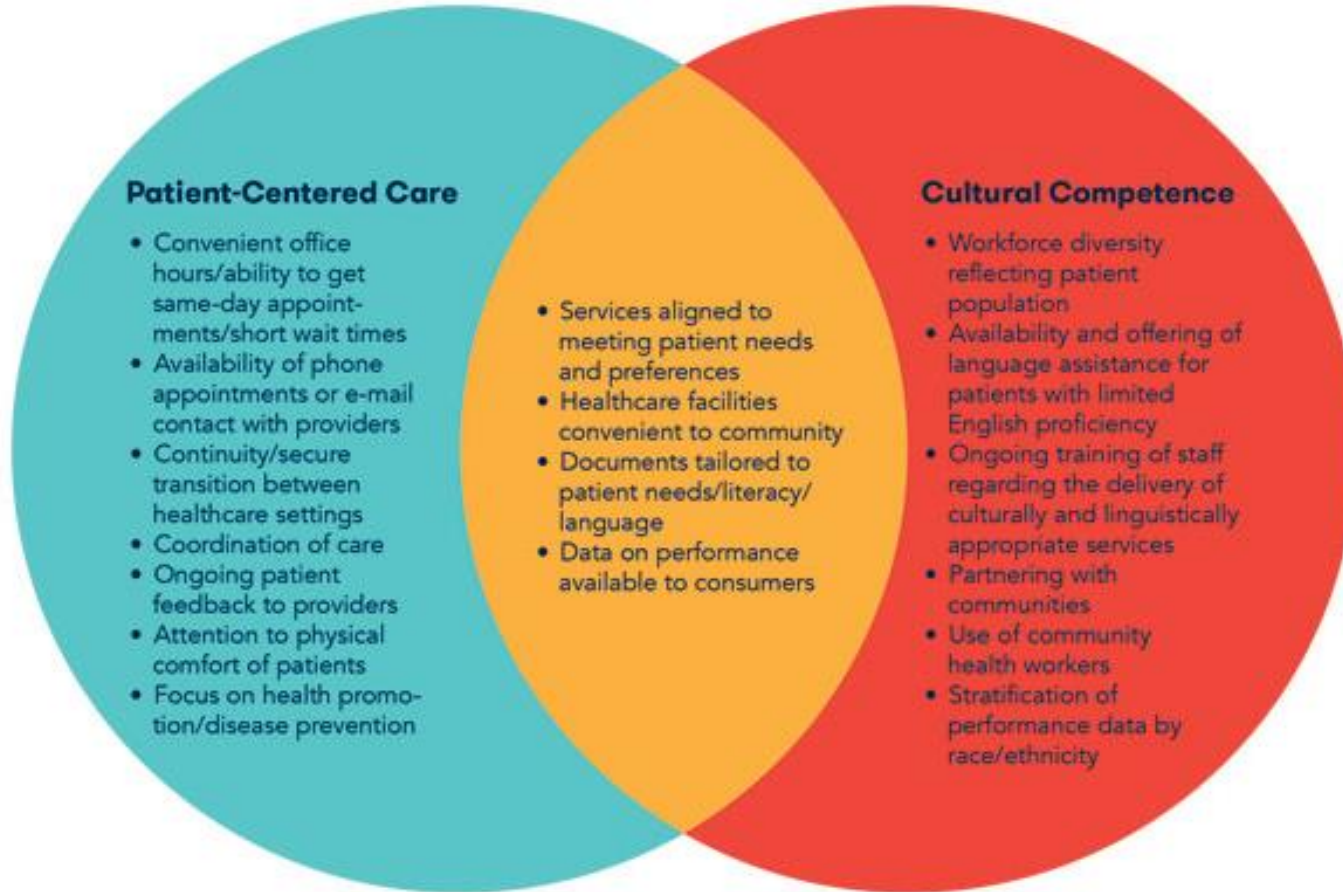 Patient-Centered Care
• Convenient office
hours/ability to get
same-day appoint-
ments/short wait times
• Availability of phone
appointments or e-mail
contact with providers
• Continuity/secure
transition between
healthcare settings
• Coordination of care
• Ongoing patient
feedback to providers
• Attention to physical
comfort of patients
• Focus on health promo-
tion/disease prevention
• Services aligned to
meeting patient needs
and preferences
• Healthcare facilities
convenient to community
• Documents tailored to
patient needs/literacy/
language
• Data on performance
available to consumers
Cultural Competence
• Workforce diversity
reflecting patient
population
• Availability and offering of
language assistance for
patients with limited
English proficiency
• Ongoing training of staff
regarding the delivery of
culturally and linguistically
appropriate services
• Partnering with
communities
• Use of community
health workers
• Stratification of
performance data by
race/ethnicity